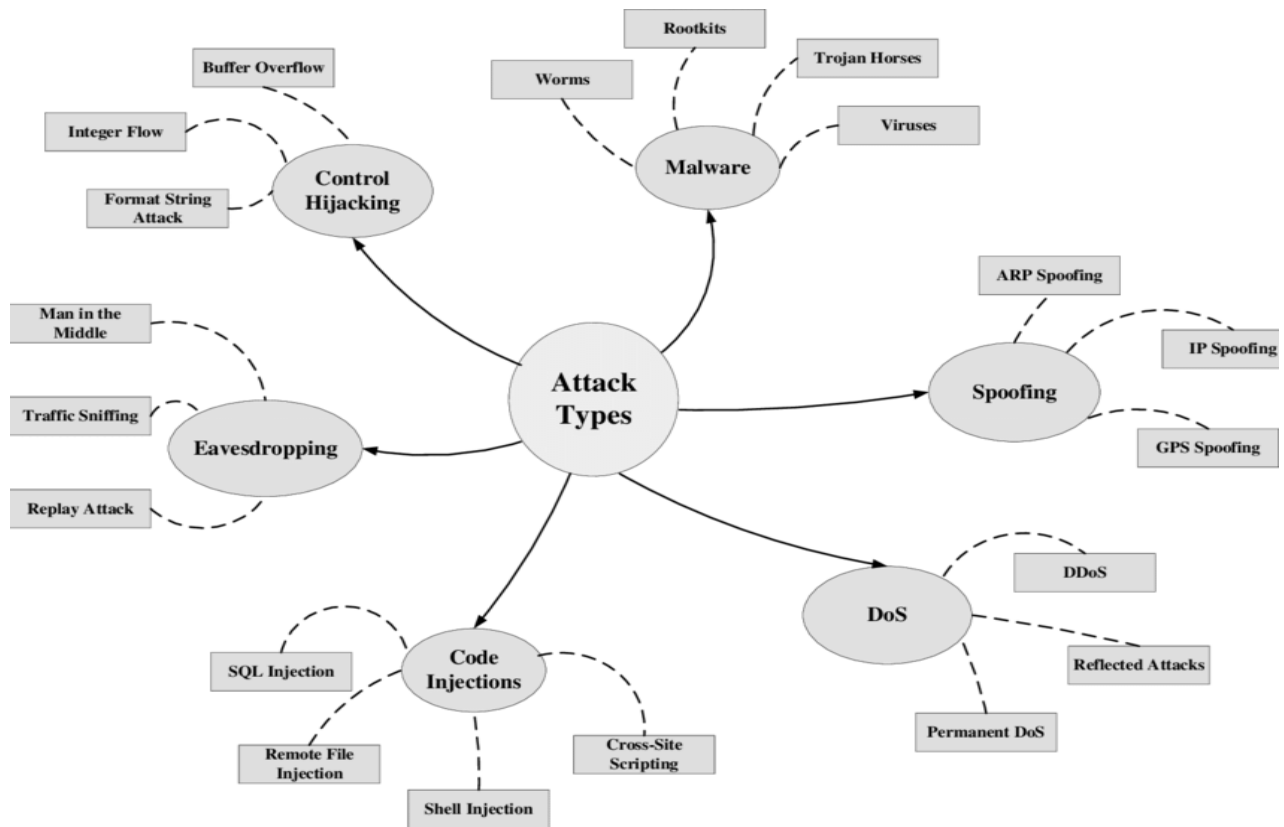 Rootkits
Buffer Overflow
Trojan Horses
Worms
Integer Flow
Viruses
Malware
Control
Hijacking
Format String
Attack
ARP Spoofing
Man in the
Middle
IP Spoofing
Attack
Types
Spoofing
Traffic Sniffing
Eavesdropping
GPS Spoofing
Replay Attack
DDoS
DoS
Code
Injections
SQL Injection
Reflected Attacks
Permanent DoS
Remote File
Injection
Cross-Site
Scripting
Shell Injection